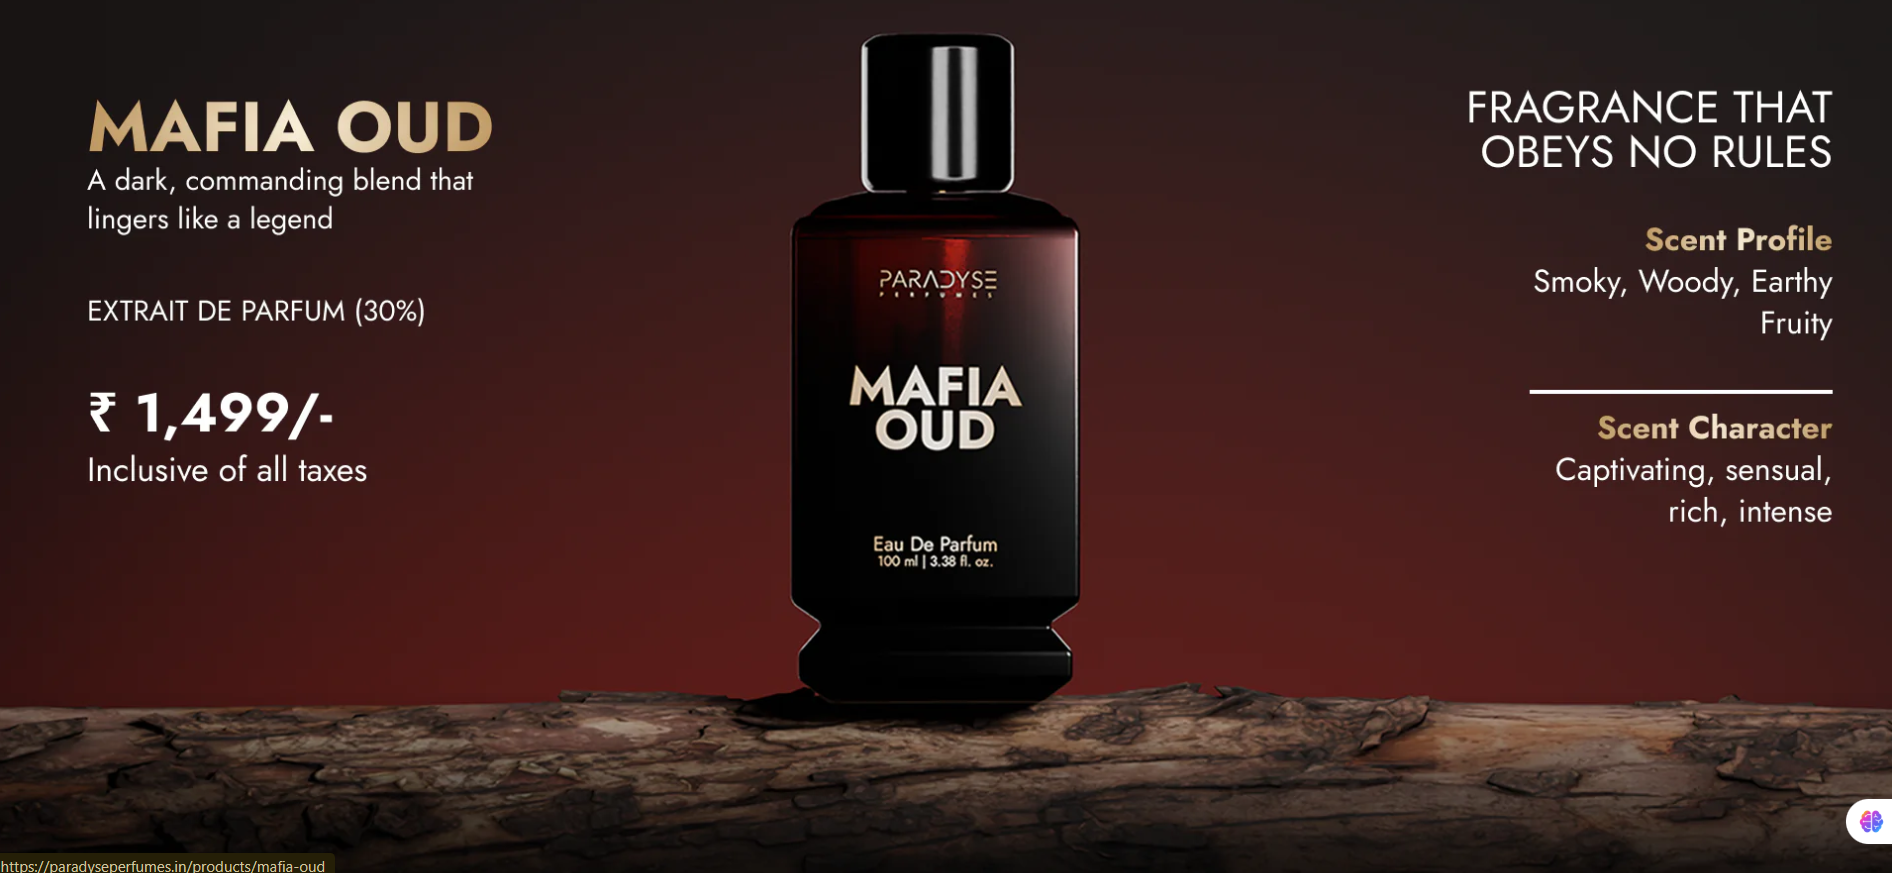 MAFIA OUD
A dark, commanding blend that
lingers like a legend
EXTRAIT DE PARFUM (30%)
₹ 1,499/-
Inclusive of all taxes
PARADYSE
PERFUMES
MAFIA
OUD
Eau De Parfum
100 ml | 3.38 fl. oz.
FRAGRANCE THAT
OBEYS NO RULES
Scent Profile
Smoky, Woody, Earthy
Fruity
Scent Character
Captivating, sensual,
rich, intense
https://paradyseperfumes.in/products/mafia-oud